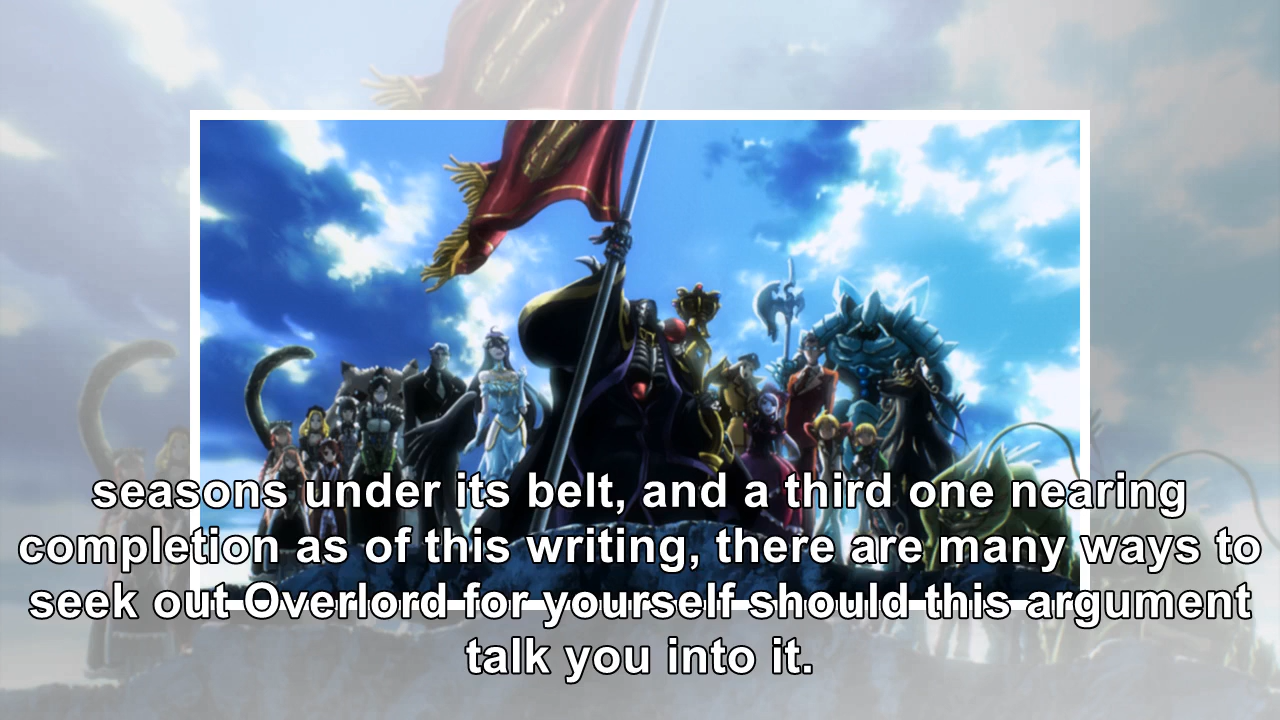 seasons under its belt, and a third one nearing
completion as of this writing, there are many ways to
seek out Overlord for yourself should this argument
talk you into it.